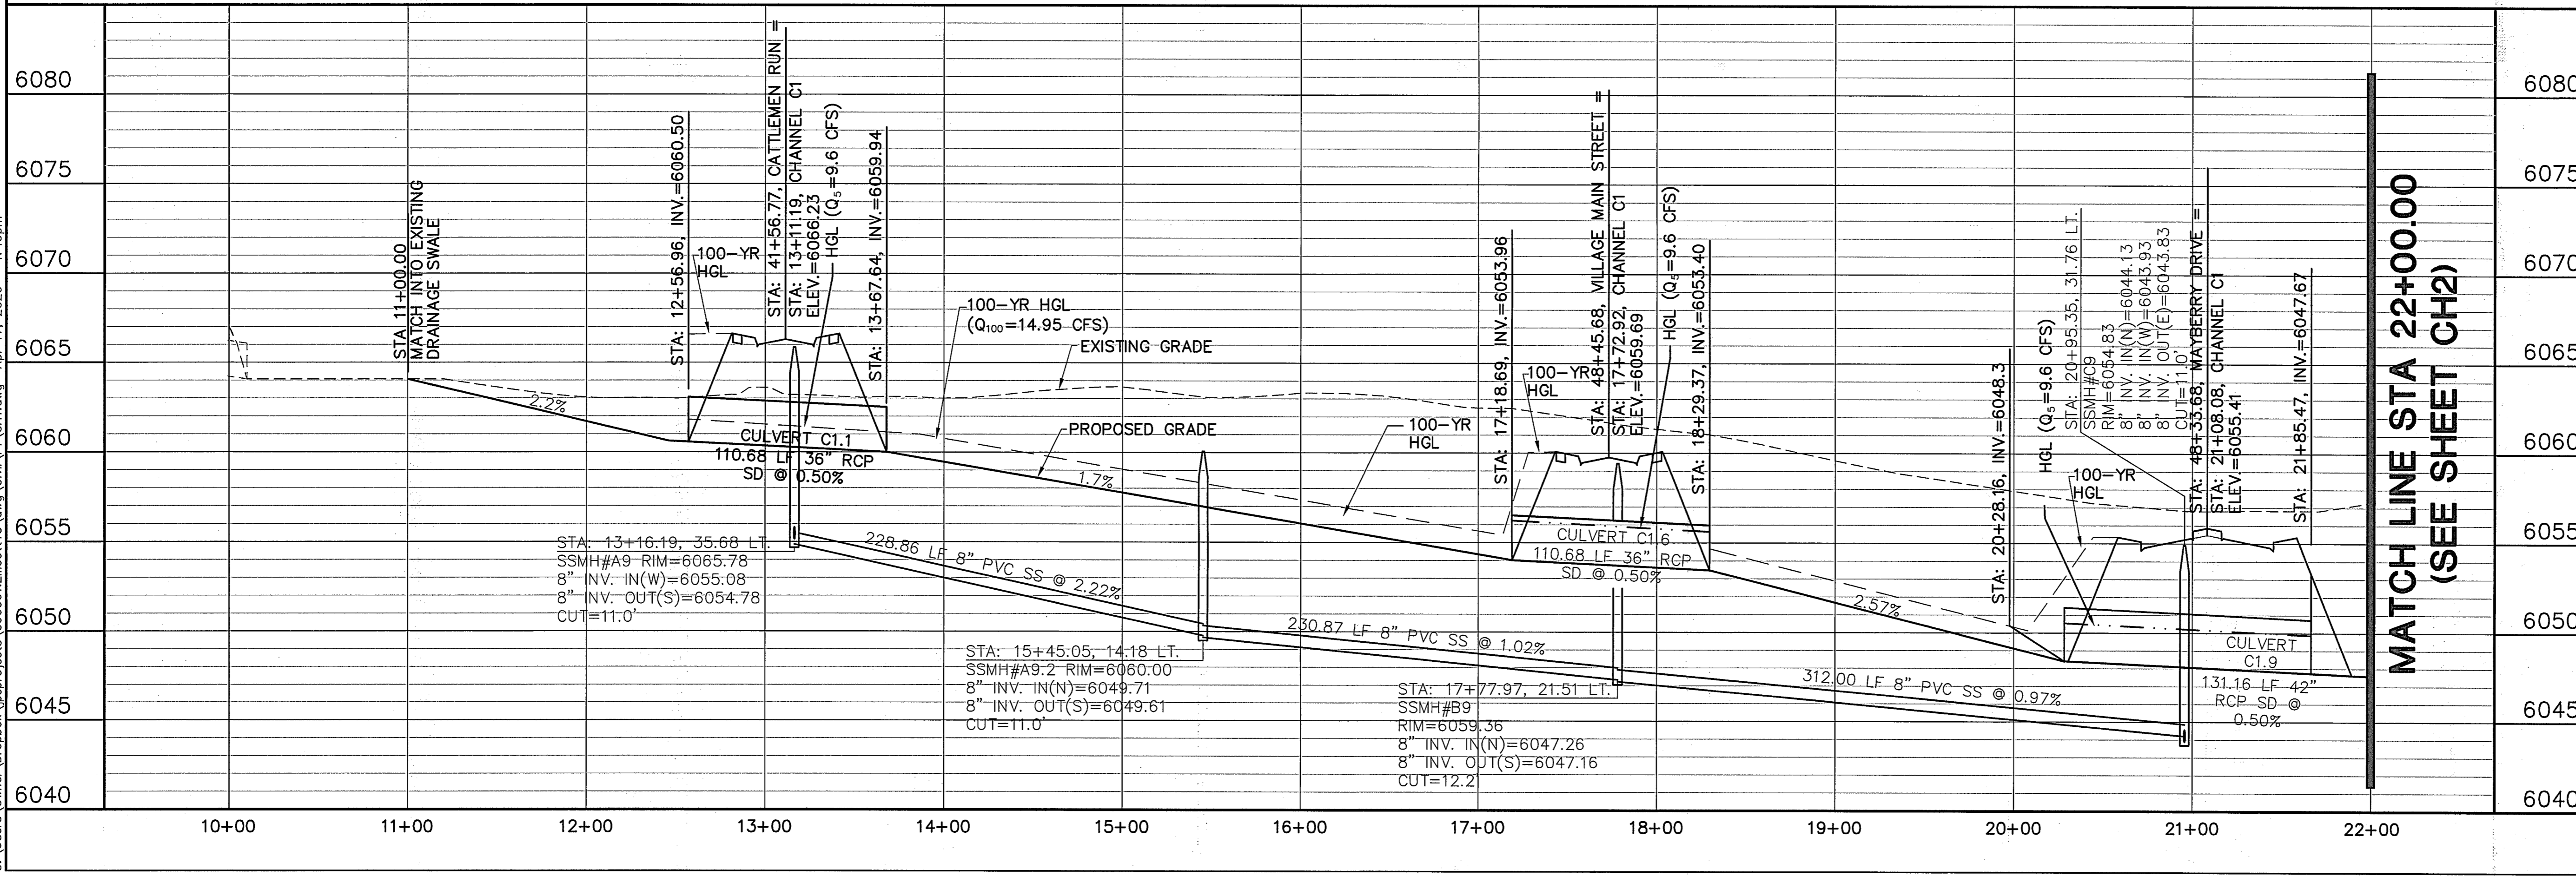 6080
6075
6070
6065
6060
6055
6050
6045
6040
STA 11+00.00
MATCH INTO EXISTING
DRAINAGE SWALE
2.2%
STA: 12+56.96, INV.=6060.50
100-YR
HGL
STA: 41+56.77, CATTLEMEN RUN =
STA: 13+11.19, CHANNEL C1
ELEV.=6066.23
HGL (Q5=9.6 CFS)
STA: 13+67.64, INV.=6059.94
CULVERT C1.1
110.68 LF 36" RCP
SD @ 0.50%
100-YR HGL
(Q100=14.95 CFS)
EXISTING GRADE
PROPOSED GRADE
1.7%
STA: 13+16.19, 35.68 LT.
SSMH#A9 RIM=6065.78
8" INV. IN(W)=6055.08
8" INV. OUT(S)=6054.78
CUT=11.0'
228.86 LF 8" PVC SS @ 2.22%
STA: 15+45.05, 14.18 LT.
SSMH#A9.2 RIM=6060.00
8" INV. IN(N)=6049.71
8" INV. OUT(S)=6049.61
CUT=11.0'
230.87 LF 8" PVC SS @ 1.02%
100-YR
HGL
STA: 17+18.69, INV.=6053.96
100-YR
HGL
STA: 48+45.68, VILLAGE MAIN STREET =
STA: 17+72.92, CHANNEL C1
ELEV.=6059.69
HGL (Q5=9.6 CFS)
STA: 18+29.37, INV.=6053.40
CULVERT C1.6
110.68 LF 36" RCP
SD @ 0.50%
STA: 17+77.97, 21.51 LT.
SSMH#B9
RIM=6059.36
8" INV. IN(N)=6047.26
8" INV. OUT(S)=6047.16
CUT=12.2'
312.00 LF 8" PVC SS @ 0.97%
2.57%
STA: 20+28.16, INV.=6048.3
HGL (Q5=9.6 CFS)
100-YR
HGL
STA: 20+95.35, 31.76 LT.
SSMH#C9
RIM=6054.83
8" INV. IN(N)=6044.13
8" INV. IN(W)=6043.93
8" INV. OUT(E)=6043.83
CUT=11.0'
STA: 48+33.68, MAYBERRY DRIVE =
STA: 21+08.08, CHANNEL C1
ELEV.=6055.41
STA: 21+85.47, INV.=6047.67
CULVERT
C1.9
131.16 LF 42"
RCP SD @
0.50%
MATCH LINE STA 22+00.00
(SEE SHEET CH2)
6080
6075
6070
6065
6060
6055
6050
6045
6040
10+00
11+00
12+00
13+00
14+00
15+00
16+00
17+00
18+00
19+00
20+00
21+00
22+00